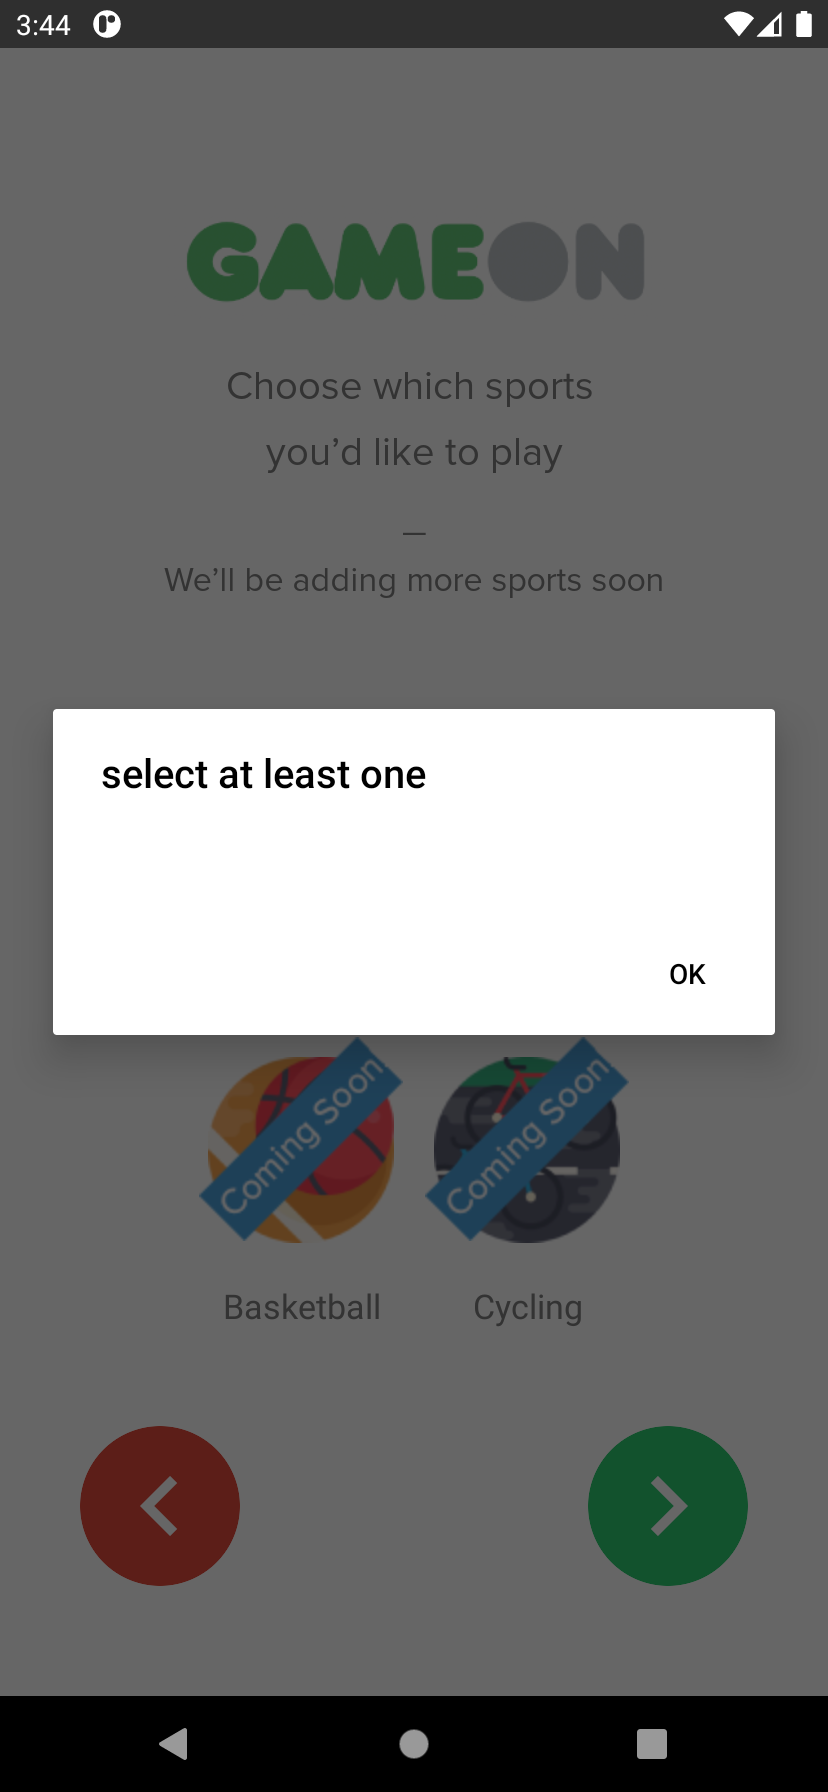 3:44
GAMEON
Choose which sports
you’d like to play
—
We’ll be adding more sports soon
select at least one
OK
Coming Soon
Coming Soon
Basketball
Cycling